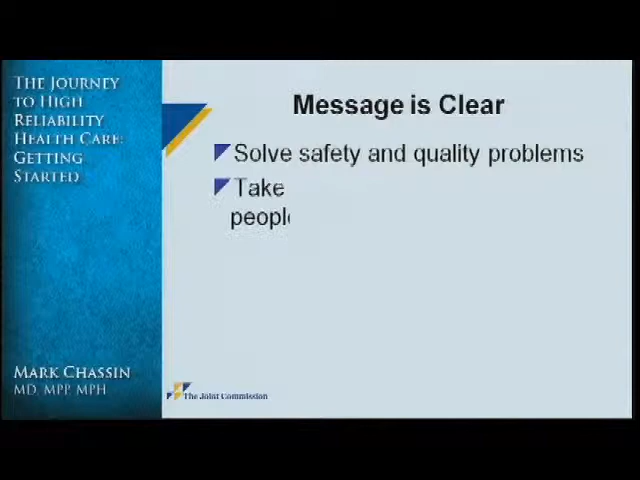 THE JOURNEY
TO HIGH
RELIABILITY
HEALTH CARE:
GETTING
STARTED
MARK CHASSIN
MD, MPP, MPH
Message is Clear
Solve safety and quality problems
Take
The Joint Commission